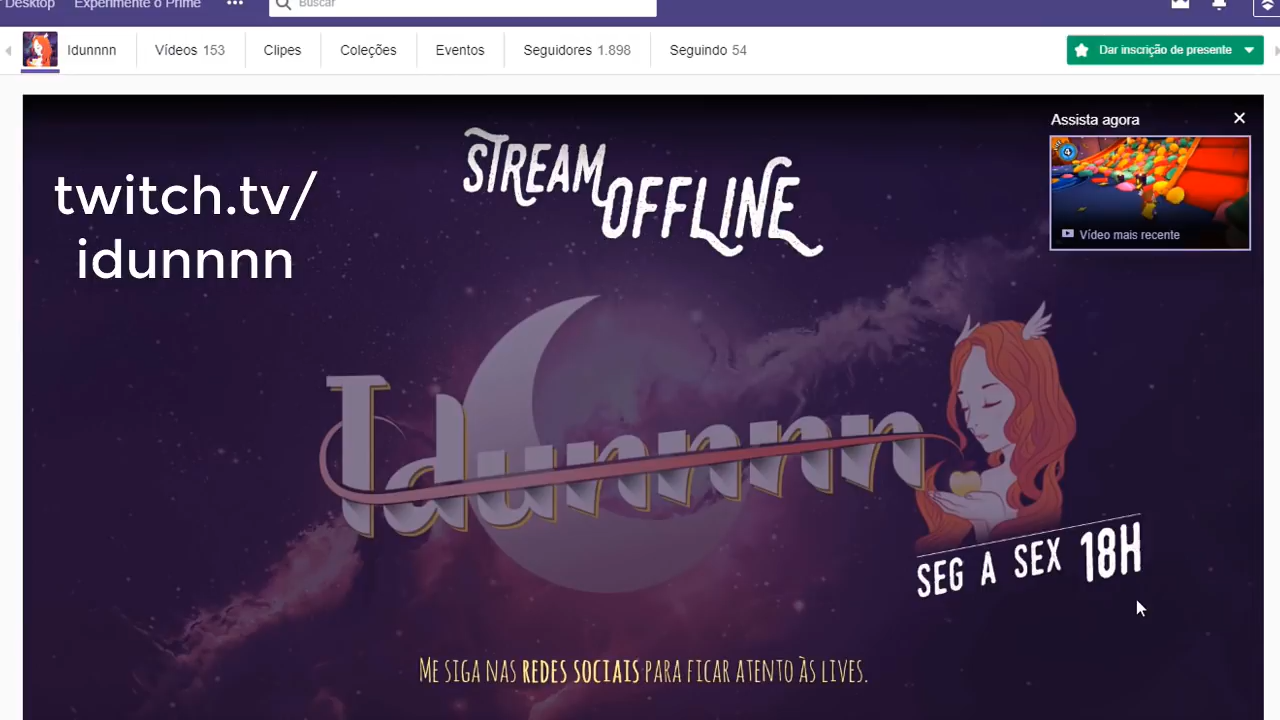 Desktop Experimente o Prime ••• Buscar
Idunnnn Vídeos 153 Clipes Coleções Eventos Seguidores 1.898 Seguindo 54 Dar inscrição de presente
Assista agora
4
Vídeo mais recente
twitch.tv/
idunnnn
STREAM
OFFLINE
Idunnnn
SEG A SEX 18H
ME SIGA NAS REDES SOCIAIS PARA FICAR ATENTO ÀS LIVES.